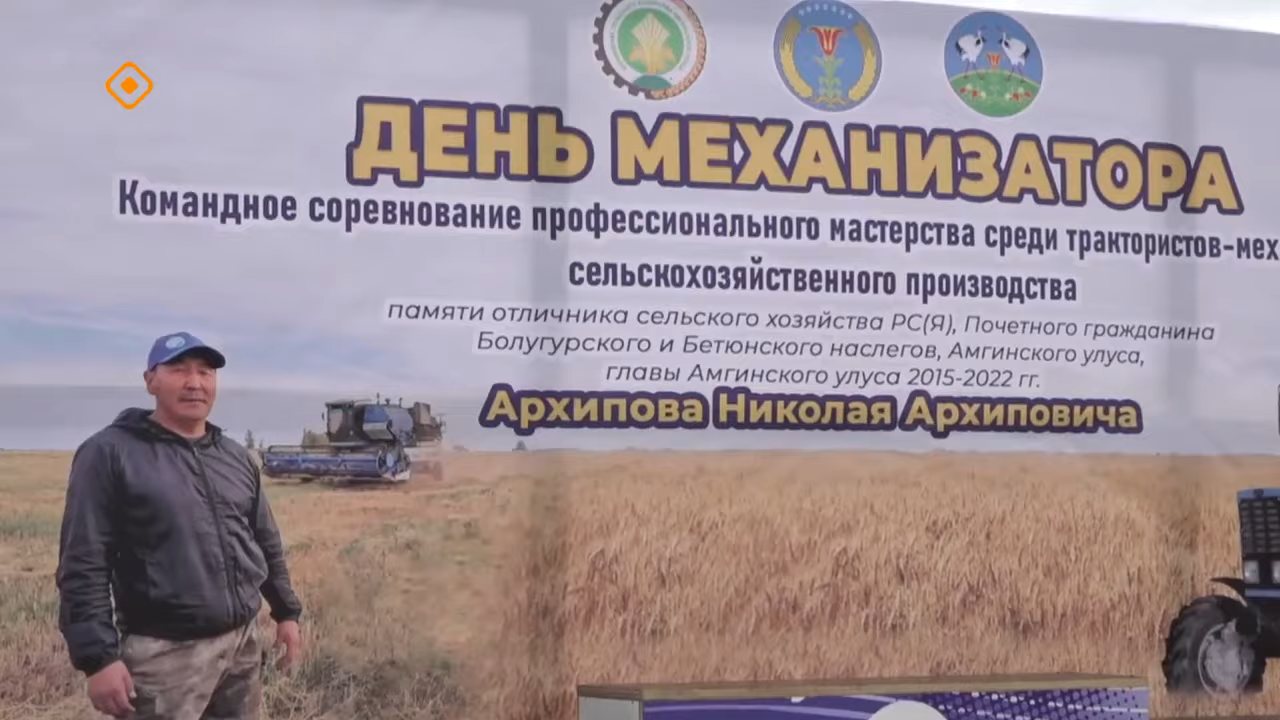 ДЕНЬ МЕХАНИЗАТОРА
Командное соревнование профессионального мастерства среди трактористов-мех
сельскохозяйственного производства
памяти отличника сельского хозяйства РС(Я), Почетного гражданина
Болугурского и Бетюнского наслегов, Амгинского улуса,
главы Амгинского улуса 2015-2022 гг.
Архипова Николая Архиповича